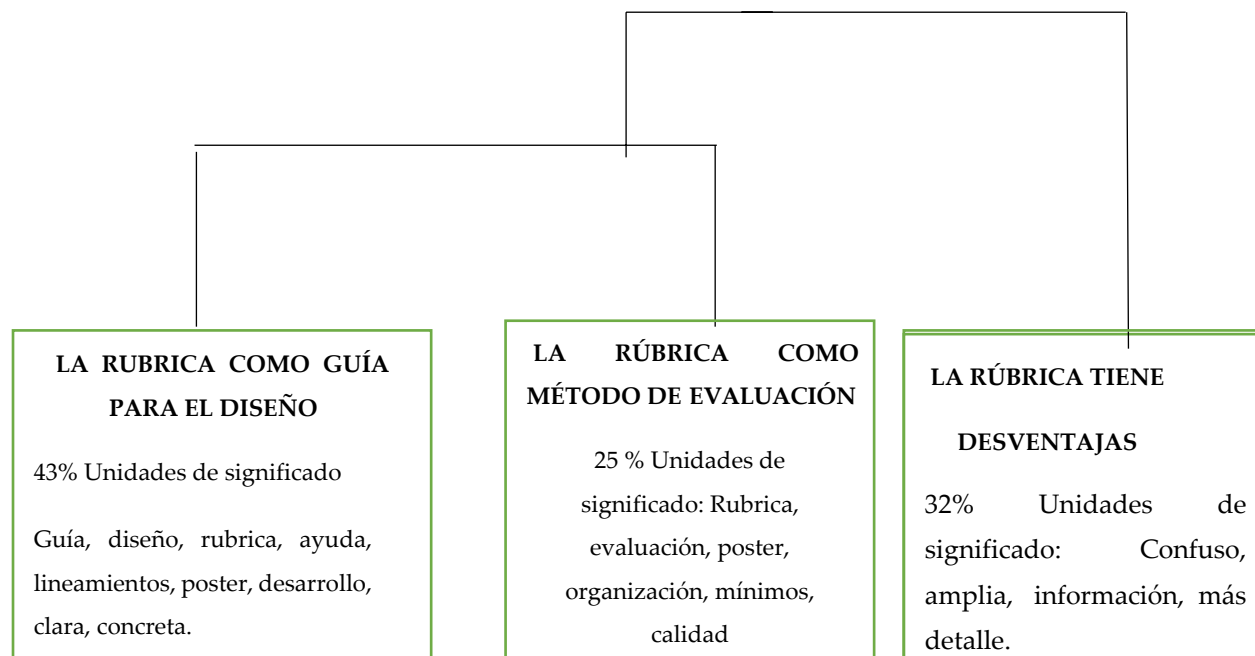 LA RUBRICA COMO GUÍA
PARA EL DISEÑO
43% Unidades de significado
Guía, diseño, rubrica, ayuda,
lineamientos, poster, desarrollo,
clara, concreta.
LA RÚBRICA COMO
MÉTODO DE EVALUACIÓN
25 % Unidades de
significado: Rubrica,
evaluación, poster,
organización, mínimos,
calidad
LA RÚBRICA TIENE
DESVENTAJAS
32% Unidades de
significado: Confuso,
amplia, información, más
detalle.